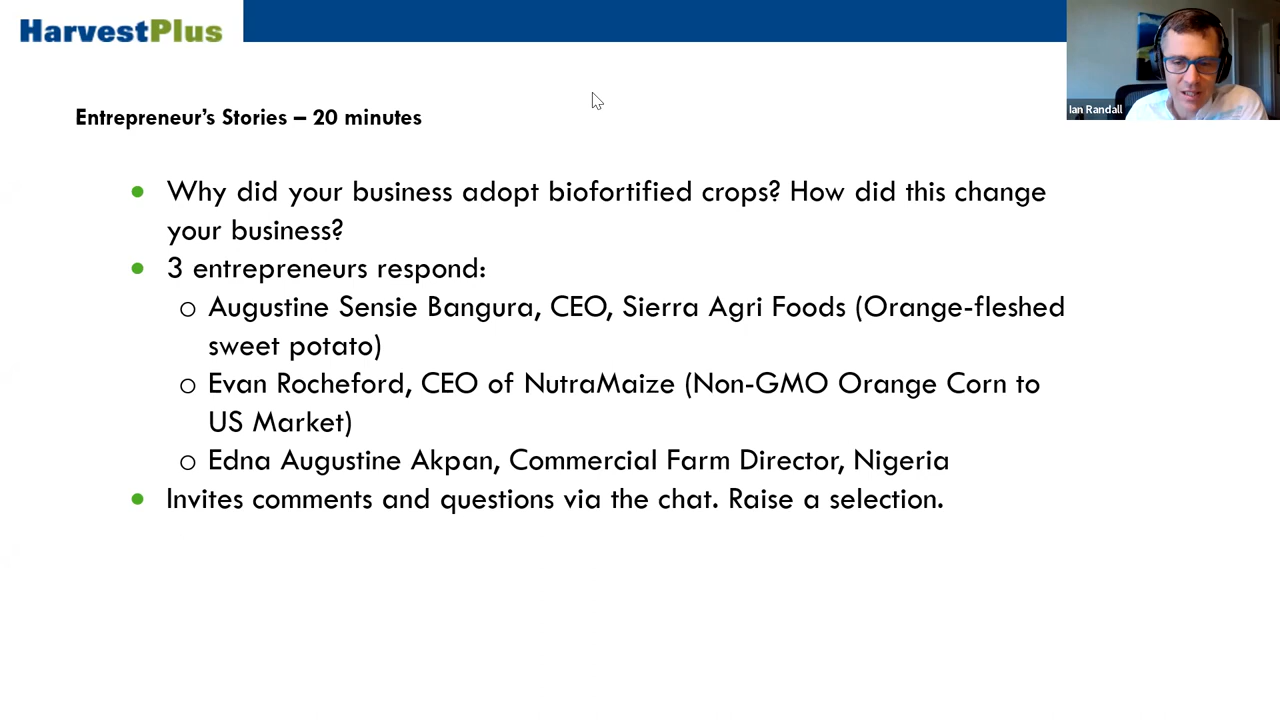 HarvestPlus
Ian Randall
Entrepreneur's Stories – 20 minutes
● Why did your business adopt biofortified crops? How did this change
your business?
● 3 entrepreneurs respond:
○ Augustine Sensie Bangura, CEO, Sierra Agri Foods (Orange-fleshed
sweet potato)
○ Evan Rocheford, CEO of NutraMaize (Non-GMO Orange Corn to
US Market)
○ Edna Augustine Akpan, Commercial Farm Director, Nigeria
● Invites comments and questions via the chat. Raise a selection.